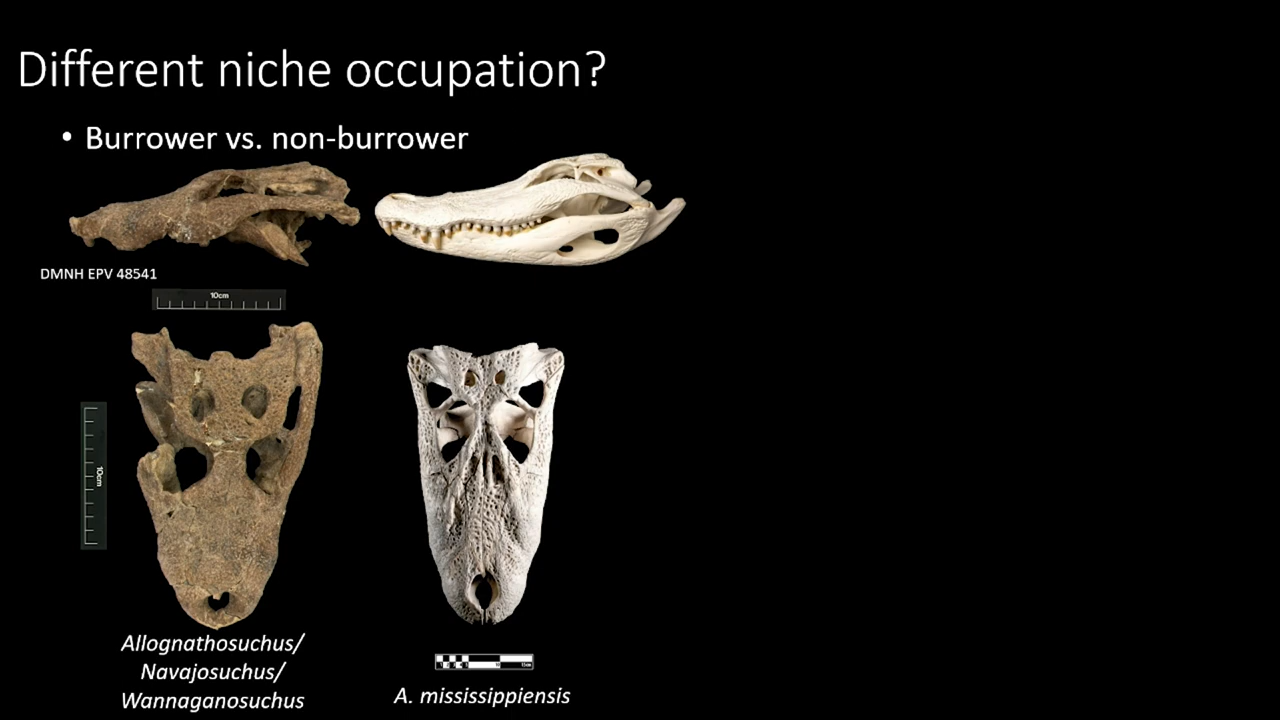 Different niche occupation?
• Burrower vs. non-burrower
DMNH EPV 48541
10cm
10cm
Allognathosuchus/
Navajosuchus/
Wannaganosuchus
A. mississippiensis